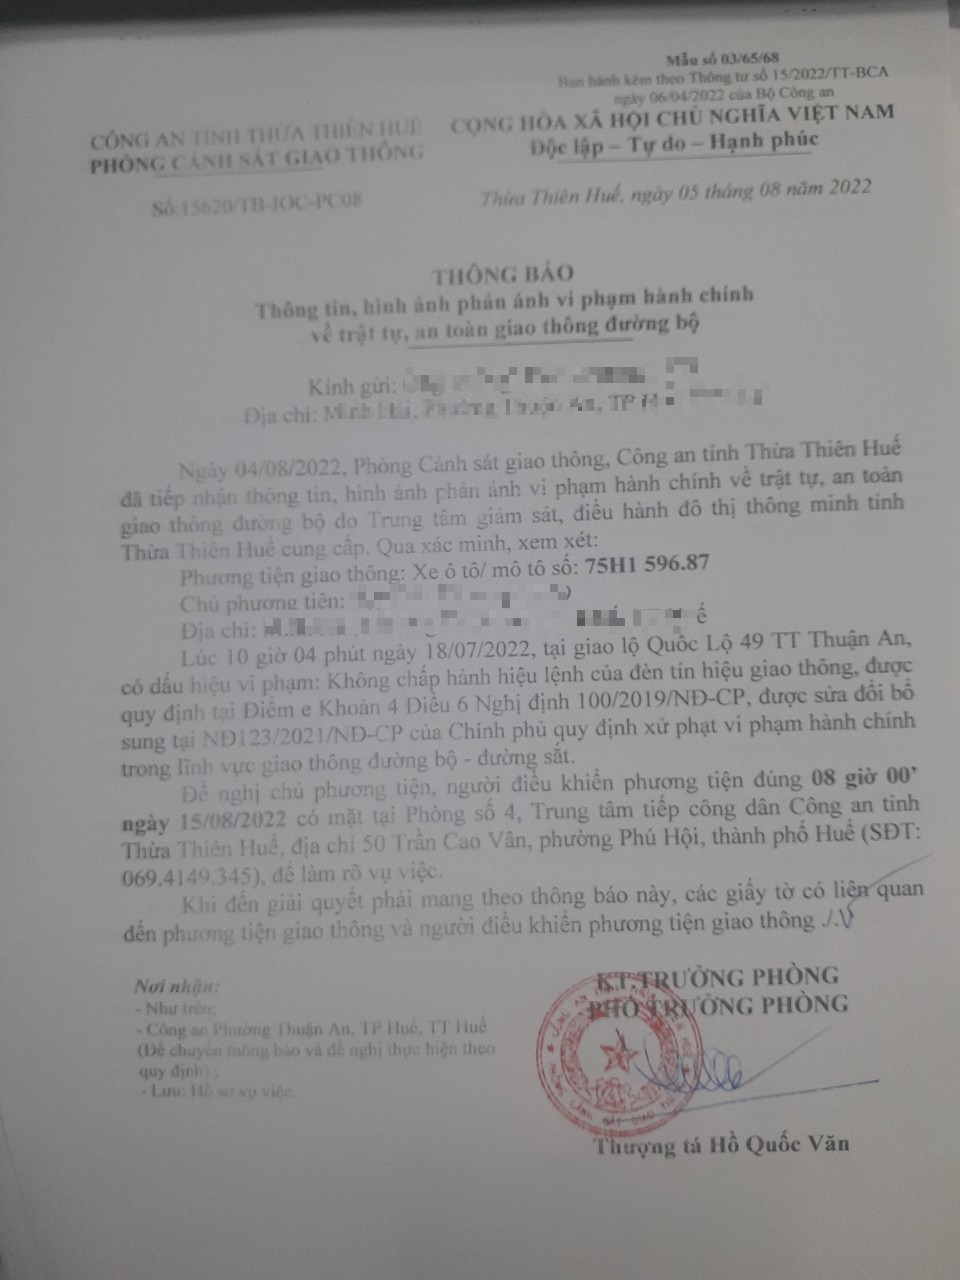 Mẫu số 03/65/68
Ban hành kèm theo Thông tư số 15/2022/TT-BCA
ngày 06/04/2022 của Bộ Công an
CÔNG AN TỈNH THỪA THIÊN HUẾ
CỘNG HÒA XÃ HỘI CHỦ NGHĨA VIỆT NAM
PHÒNG CẢNH SÁT GIAO THÔNG
Độc lập – Tự do – Hạnh phúc
Số:15620/TB-IOC-PC08
Thừa Thiên Huế, ngày 05 tháng 08 năm 2022
THÔNG BÁO
Thông tin, hình ảnh phản ánh vi phạm hành chính
về trật tự, an toàn giao thông đường bộ
Kính gửi:
Địa chỉ: Thuận An, TP
Ngày 04/08/2022, Phòng Cảnh sát giao thông, Công an tỉnh Thừa Thiên Huế
đã tiếp nhận thông tin, hình ảnh phản ánh vi phạm hành chính về trật tự, an toàn
giao thông đường bộ do Trung tâm giám sát, điều hành đô thị thông minh tỉnh
Thừa Thiên Huế cung cấp. Qua xác minh, xem xét:
Phương tiện giao thông: Xe ô tô/ mô tô số: 75H1 596.87
Chủ phương tiện:
Địa chỉ:
Lúc 10 giờ 04 phút ngày 18/07/2022, tại giao lộ Quốc Lộ 49 TT Thuận An,
có dấu hiệu vi phạm: Không chấp hành hiệu lệnh của đèn tín hiệu giao thông, được
quy định tại Điểm e Khoản 4 Điều 6 Nghị định 100/2019/NĐ-CP, được sửa đổi bổ
sung tại NĐ123/2021/NĐ-CP của Chính phủ quy định xử phạt vi phạm hành chính
trong lĩnh vực giao thông đường bộ - đường sắt.
Đề nghị chủ phương tiện, người điều khiển phương tiện đúng 08 giờ 00’
ngày 15/08/2022 có mặt tại Phòng số 4, Trung tâm tiếp công dân Công an tỉnh
Thừa Thiên Huế, địa chỉ 50 Trần Cao Vân, phường Phú Hội, thành phố Huế (SĐT:
069.4149.345), để làm rõ vụ việc.
Khi đến giải quyết phải mang theo thông báo này, các giấy tờ có liên quan
đến phương tiện giao thông và người điều khiển phương tiện giao thông ./.
Nơi nhận:
- Như trên;
- Công an Phường Thuận An, TP Huế, TT Huế
(Để chuyển thông báo và đề nghị thực hiện theo
quy định) ;
- Lưu: Hồ sơ vụ việc.
KT.TRƯỞNG PHÒNG
PHÓ TRƯỞNG PHÒNG
Thượng tá Hồ Quốc Văn